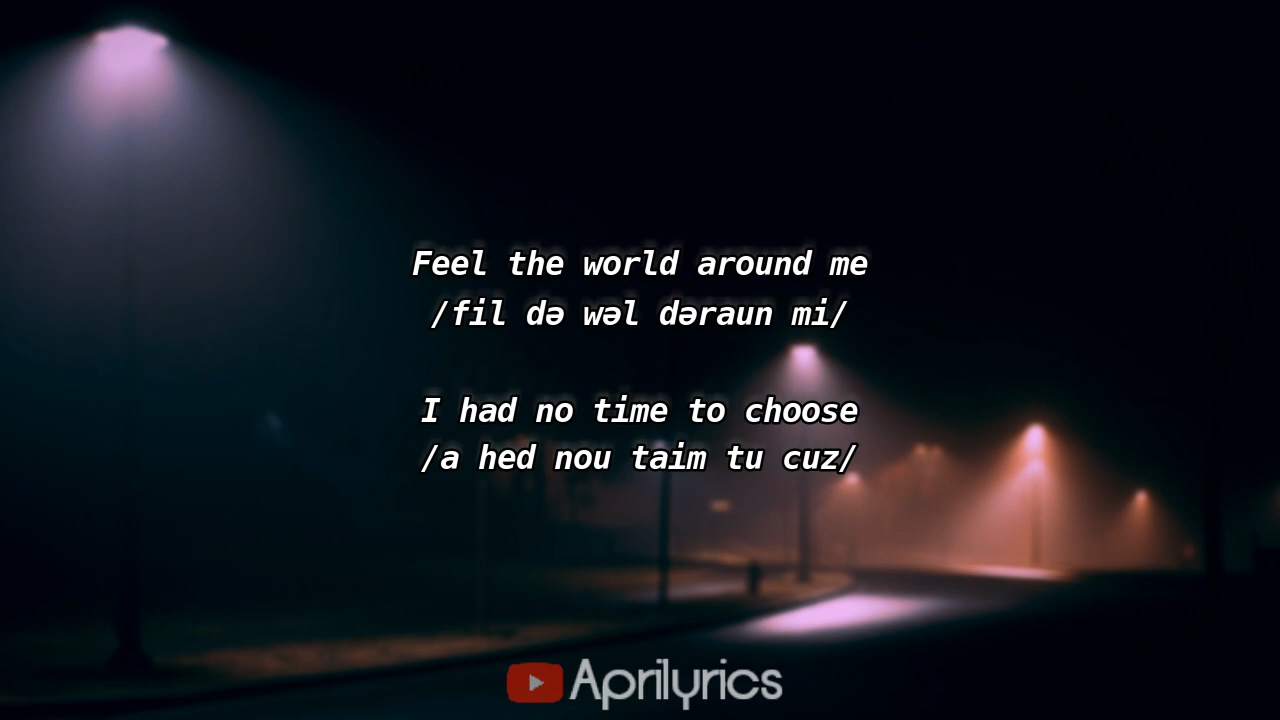 Feel the world around me
/fil də wəl dəraun mi/
I had no time to choose
/a hed nou taim tu cuz/
Aprilyrics